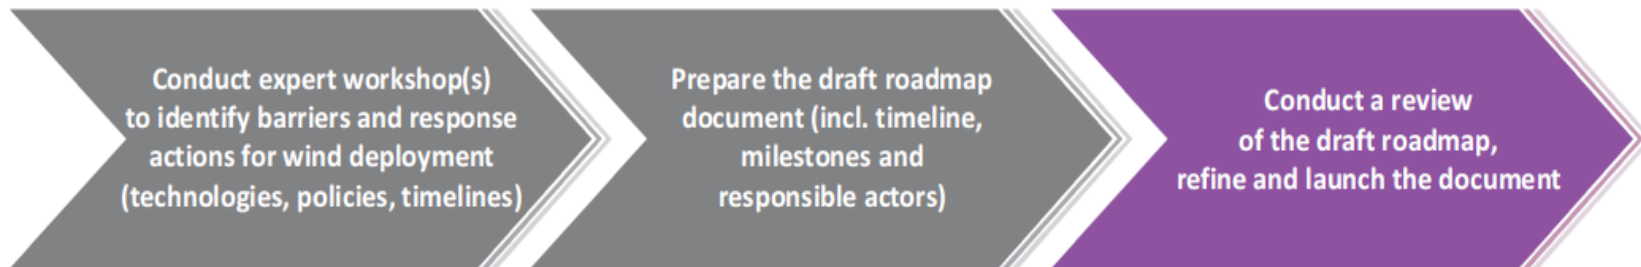 Conduct expert workshop(s)
to identify barriers and response
actions for wind deployment
(technologies, policies, timelines)
Prepare the draft roadmap
document (incl. timeline,
milestones and
responsible actors)
Conduct a review
of the draft roadmap,
refine and launch the document